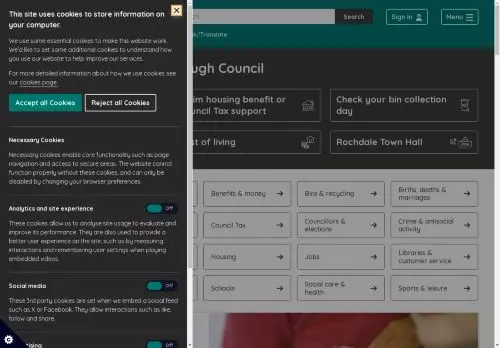 This site uses cookies to store information on
your computer.
We use some essential cookies to make this website work.
We'd like to set some additional cookies to understand how
you use our website to help improve our services.
For more detailed information about how we use cookies see
our cookies page.
Accept all Cookies
Reject all Cookies
Necessary Cookies
Necessary cookies enable core functionality such as page
navigation and access to secure areas. The website cannot
function properly without these cookies, and can only be
disabled by changing your browser preferences.
Analytics and site experience
Off
These cookies allow us to analyse site usage to evaluate and
improve its performance. They are also used to provide a
better user experience on the site, such as by measuring
interactions and remembering user settings when playing
embedded videos.
Social media
Off
These 3rd party cookies are set when we embed a social feed
such as X or Facebook. They allow interactions such as like,
follow and share.
ising
Off
ch
Search
Sign in
Menu
/Translate
ugh Council
im housing benefit or
uncil Tax support
Check your bin collection
day
st of living
Rochdale Town Hall
Benefits & money
Bins & recycling
Births, deaths &
marriages
Council Tax
Councillors &
elections
Crime & antisocial
activity
Housing
Jobs
Libraries &
customer service
Schools
Social care &
health
Sports & leisure